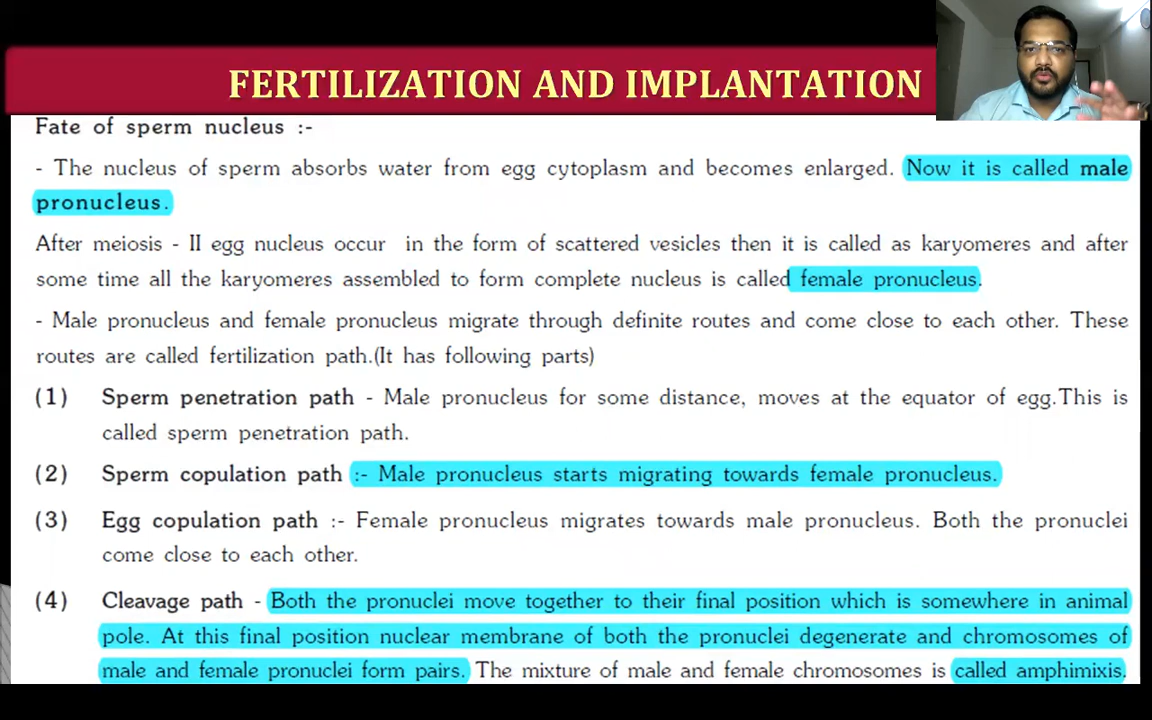 FERTILIZATION AND IMPLANTATION
Fate of sperm nucleus :-
- The nucleus of sperm absorbs water from egg cytoplasm and becomes enlarged. Now it is called male
pronucleus.
After meiosis - II egg nucleus occur in the form of scattered vesicles then it is called as karyomeres and after
some time all the karyomeres assembled to form complete nucleus is called female pronucleus.
- Male pronucleus and female pronucleus migrate through definite routes and come close to each other. These
routes are called fertilization path.(It has following parts)
(1) Sperm penetration path - Male pronucleus for some distance, moves at the equator of egg.This is
called sperm penetration path.
(2) Sperm copulation path :- Male pronucleus starts migrating towards female pronucleus.
(3) Egg copulation path :- Female pronucleus migrates towards male pronucleus. Both the pronuclei
come close to each other.
(4) Cleavage path - Both the pronuclei move together to their final position which is somewhere in animal
pole. At this final position nuclear membrane of both the pronuclei degenerate and chromosomes of
male and female pronuclei form pairs. The mixture of male and female chromosomes is called amphimixis.